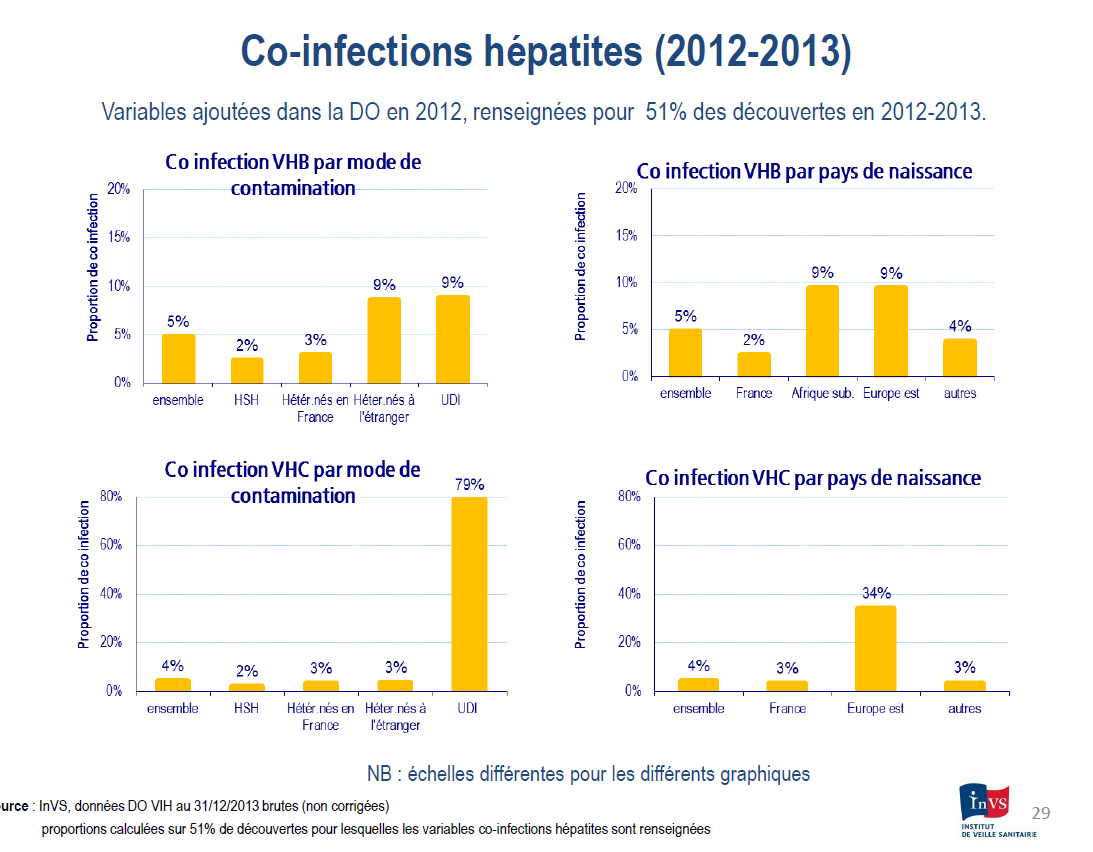 Co-infections hépatites (2012-2013)
Variables ajoutées dans la DO en 2012, renseignées pour 51% des découvertes en 2012-2013.
Co infection VHB par mode de
contamination
Proportion de co infection
20%
15%
10%
5%
0%
5%
2%
3%
9%
9%
ensemble
HSH
Hétér.nés en
France
Héter.nés à
l'étranger
UDI
Co infection VHB par pays de naissance
Proportion de co infection
20%
15%
10%
5%
0%
5%
2%
9%
9%
4%
ensemble
France
Afrique sub.
Europe est
autres
Co infection VHC par mode de
contamination
Proportion de co infection
80%
60%
40%
20%
0%
4%
2%
3%
3%
79%
ensemble
HSH
Hétér.nés en
France
Héter.nés à
l'étranger
UDI
Co infection VHC par pays de naissance
Proportion de co infection
80%
60%
40%
20%
0%
4%
3%
34%
3%
ensemble
France
Europe est
autres
NB : échelles différentes pour les différents graphiques
ource : InVS, données DO VIH au 31/12/2013 brutes (non corrigées)
proportions calculées sur 51% de découvertes pour lesquelles les variables co-infections hépatites sont renseignées
InVS
INSTITUT
DE VEILLE SANITAIRE
29